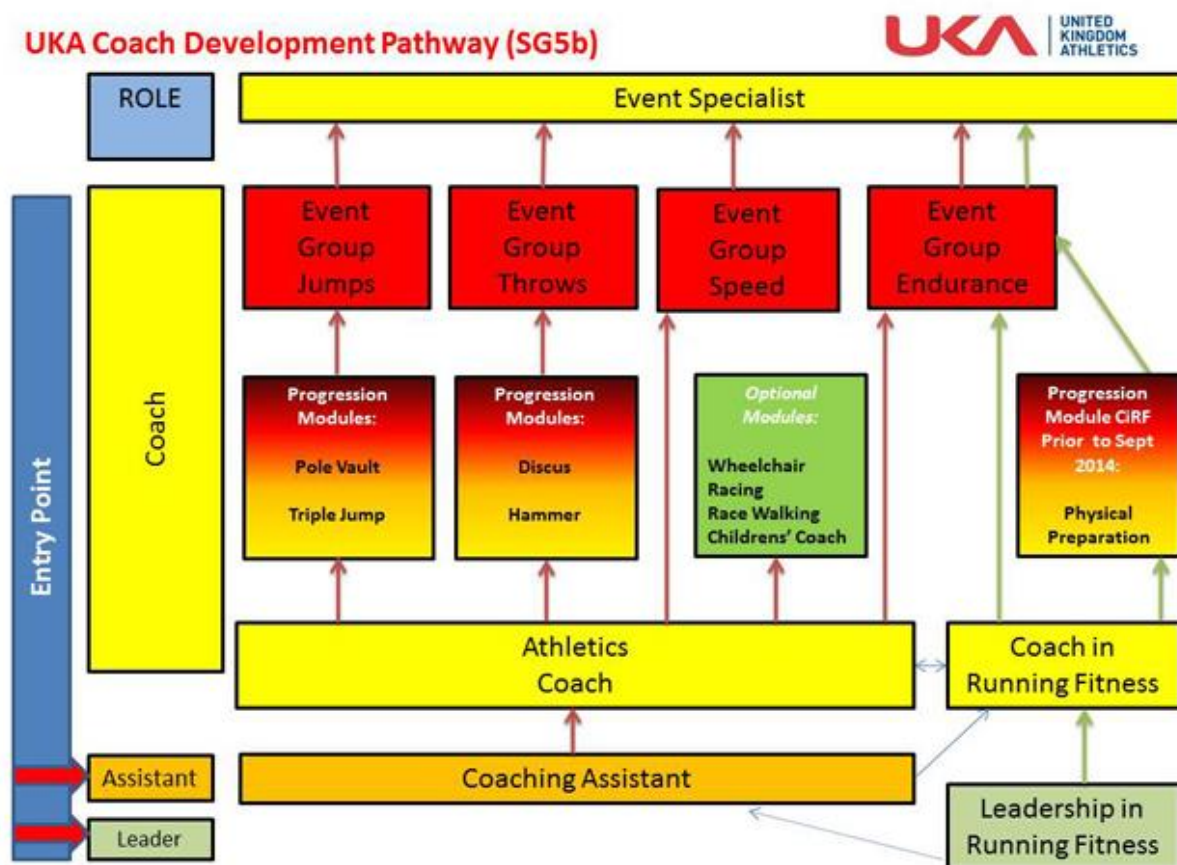 UKA Coach Development Pathway (SG5b)
UKA
UNITED
KINGDOM
ATHLETICS
ROLE
Event Specialist
Entry Point
Coach
Event
Group
Jumps
Event
Group
Throws
Event
Group
Speed
Event
Group
Endurance
Progression
Modules:
Pole Vault
Triple Jump
Progression
Modules:
Discus
Hammer
Optional
Modules:
Wheelchair
Racing
Race Walking
Childrens' Coach
Progression
Module CiRF
Prior to Sept
2014:
Physical
Preparation
Athletics
Coach
Coach in
Running Fitness
Assistant
Coaching Assistant
Leader
Leadership in
Running Fitness